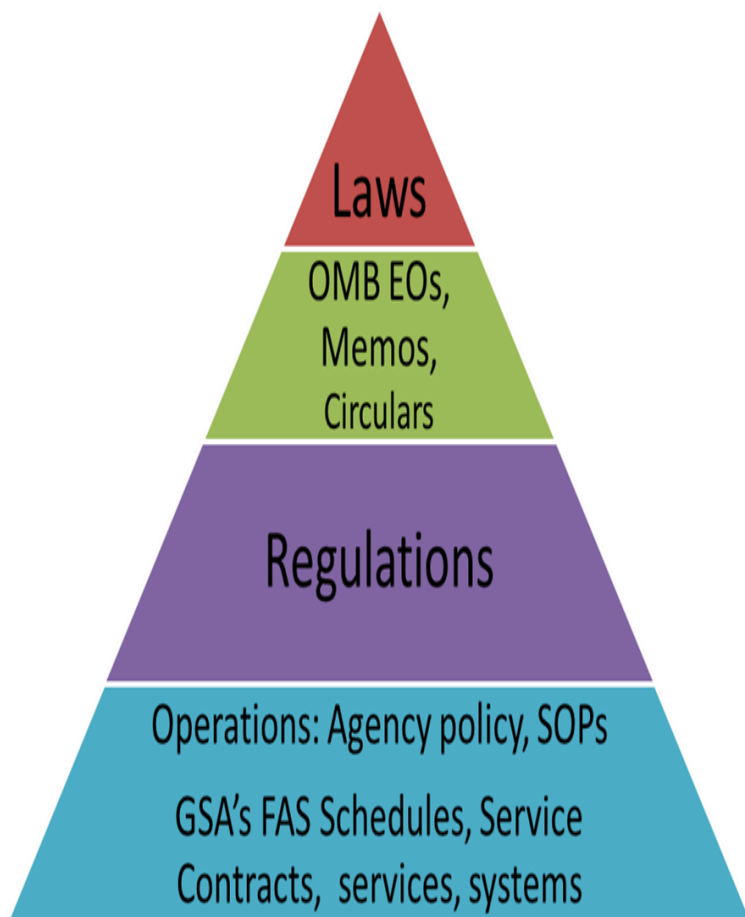 Laws
OMB EOs,
Memos,
Circulars
Regulations
Operations: Agency policy, SOPs
GSA's FAS Schedules, Service
Contracts,  services, systems